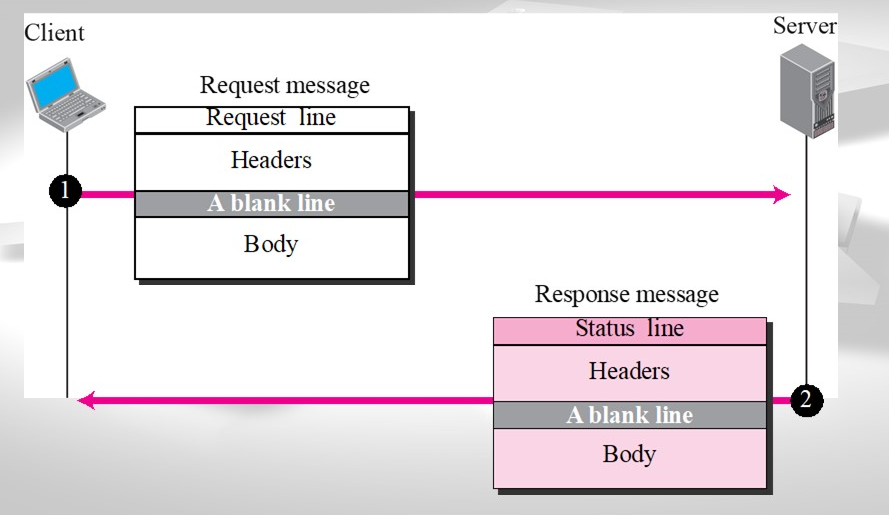 Client
Server
Request message
Request line
Headers
1
A blank line
Body
Response message
Status line
Headers
2
A blank line
Body